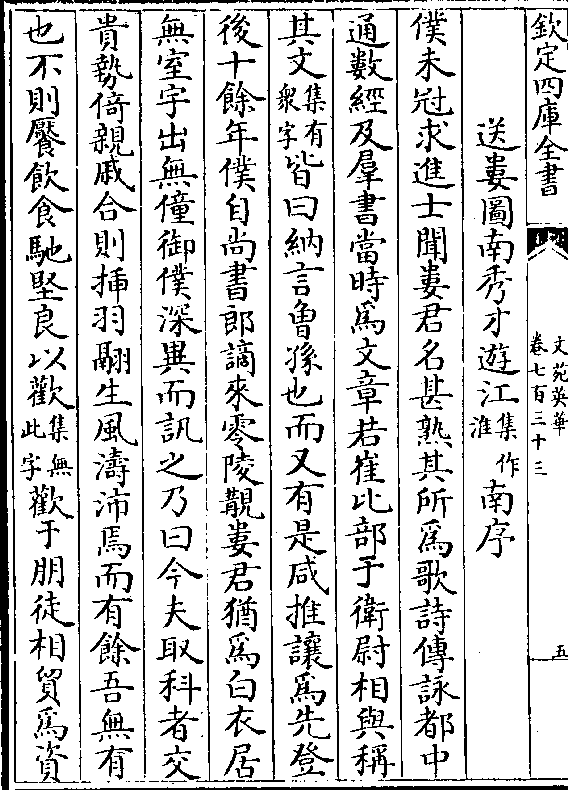 欽定四庫全書
文苑英華
卷七百三十三
五
送婁圖南秀才遊江集作淮南序
僕未冠求進士聞婁君名甚熟其所爲歌詩傳詠都中
通數經及羣書當時爲文章若崔比部于衛尉相與稱
其文集有衆字皆曰納言曾孫也而又有是咸推讓爲先登
後十餘年僕自尚書郎謫來零陵覯婁君猶爲白衣居
無室宇出無僮御僕深異而訊之乃曰今夫取科者交
貴勢倚親戚合則揷羽翮生風濤沛焉而有餘吾無有
也不則饜飲食馳堅良以歡集無此字歡于朋徒相貿爲資